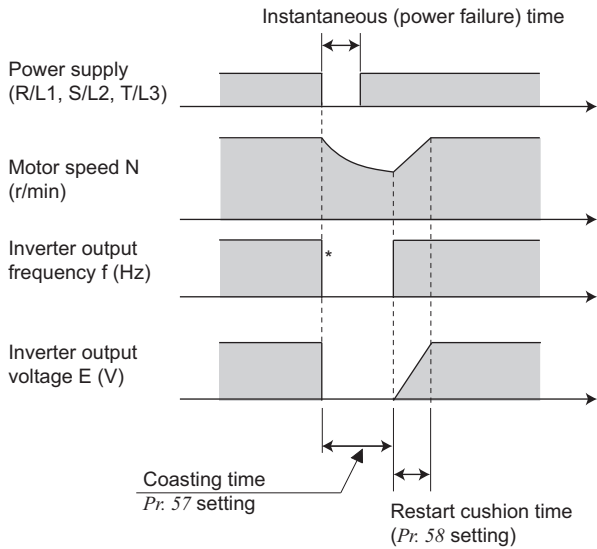 Instantaneous (power failure) time
Power supply
(R/L1, S/L2, T/L3)
Motor speed N
(r/min)
Inverter output
frequency f (Hz)
*
Inverter output
voltage E (V)
Coasting time
Pr. 57 setting
Restart cushion time
(Pr. 58 setting)